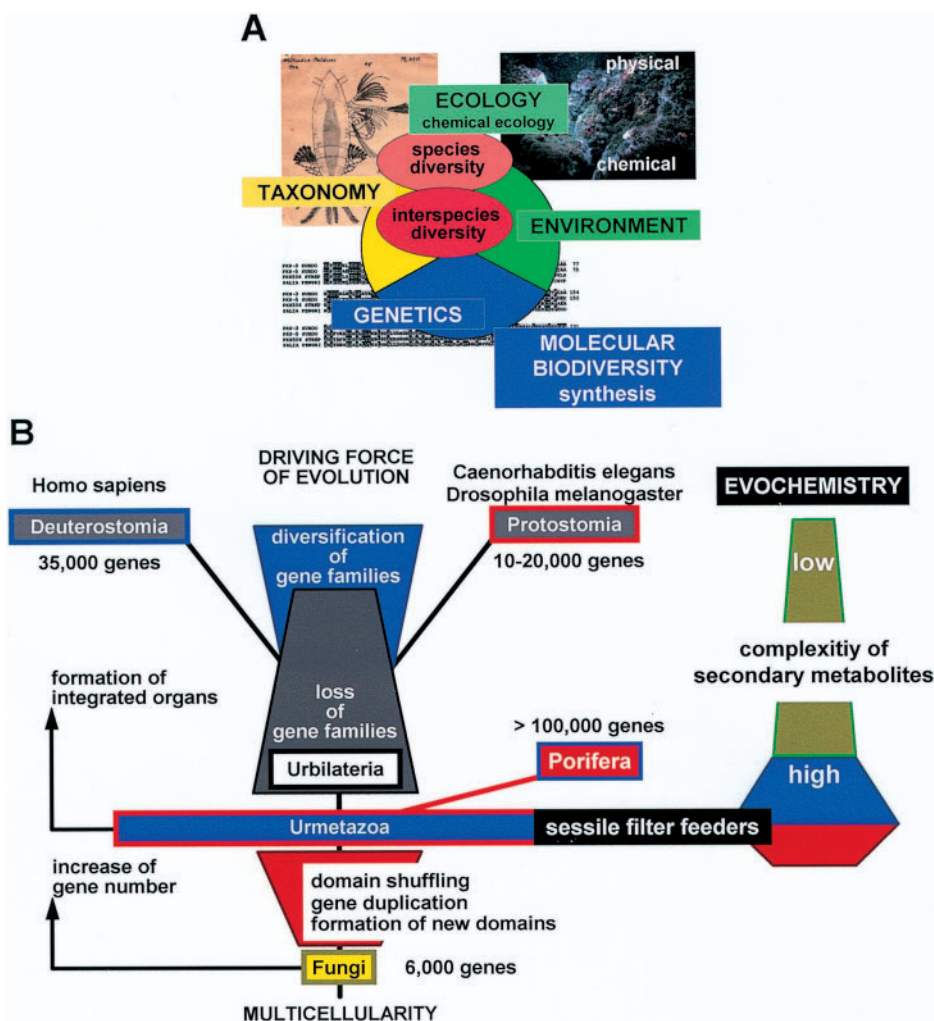 A
physical
ECOLOGY
chemical ecology
species
diversity
chemical
TAXONOMY
interspecies
diversity
ENVIRONMENT
77
75
154
153
GENETICS
MOLECULAR
BIODIVERSITY
synthesis
B
DRIVING FORCE
OF EVOLUTION
Homo sapiens
Caenorhabditis elegans
Drosophila melanogaster
EVOCHEMISTRY
Deuterostomia
Protostomia
diversification
of
gene families
35,000 genes
10-20,000 genes
low
complexitiy of
secondary metabolites
formation of
integrated organs
loss
of
gene families
> 100,000 genes
Urbilateria
Porifera
high
Urmetazoa
sessile filter feeders
increase of
gene number
domain shuffling
gene duplication
formation of new domains
Fungi
6,000 genes
MULTICELLULARITY